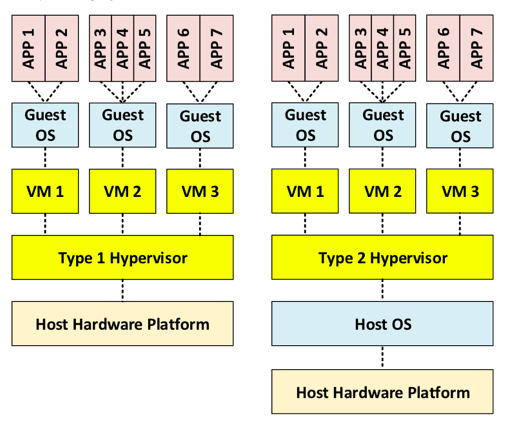 APP 1
APP 2
APP 3
APP 4
APP 5
APP 6
APP 7
Guest
OS
Guest
OS
Guest
OS
VM 1
VM 2
VM 3
Type 1 Hypervisor
Host Hardware Platform
APP 1
APP 2
APP 3
APP 4
APP 5
APP 6
APP 7
Guest
OS
Guest
OS
Guest
OS
VM 1
VM 2
VM 3
Type 2 Hypervisor
Host OS
Host Hardware Platform